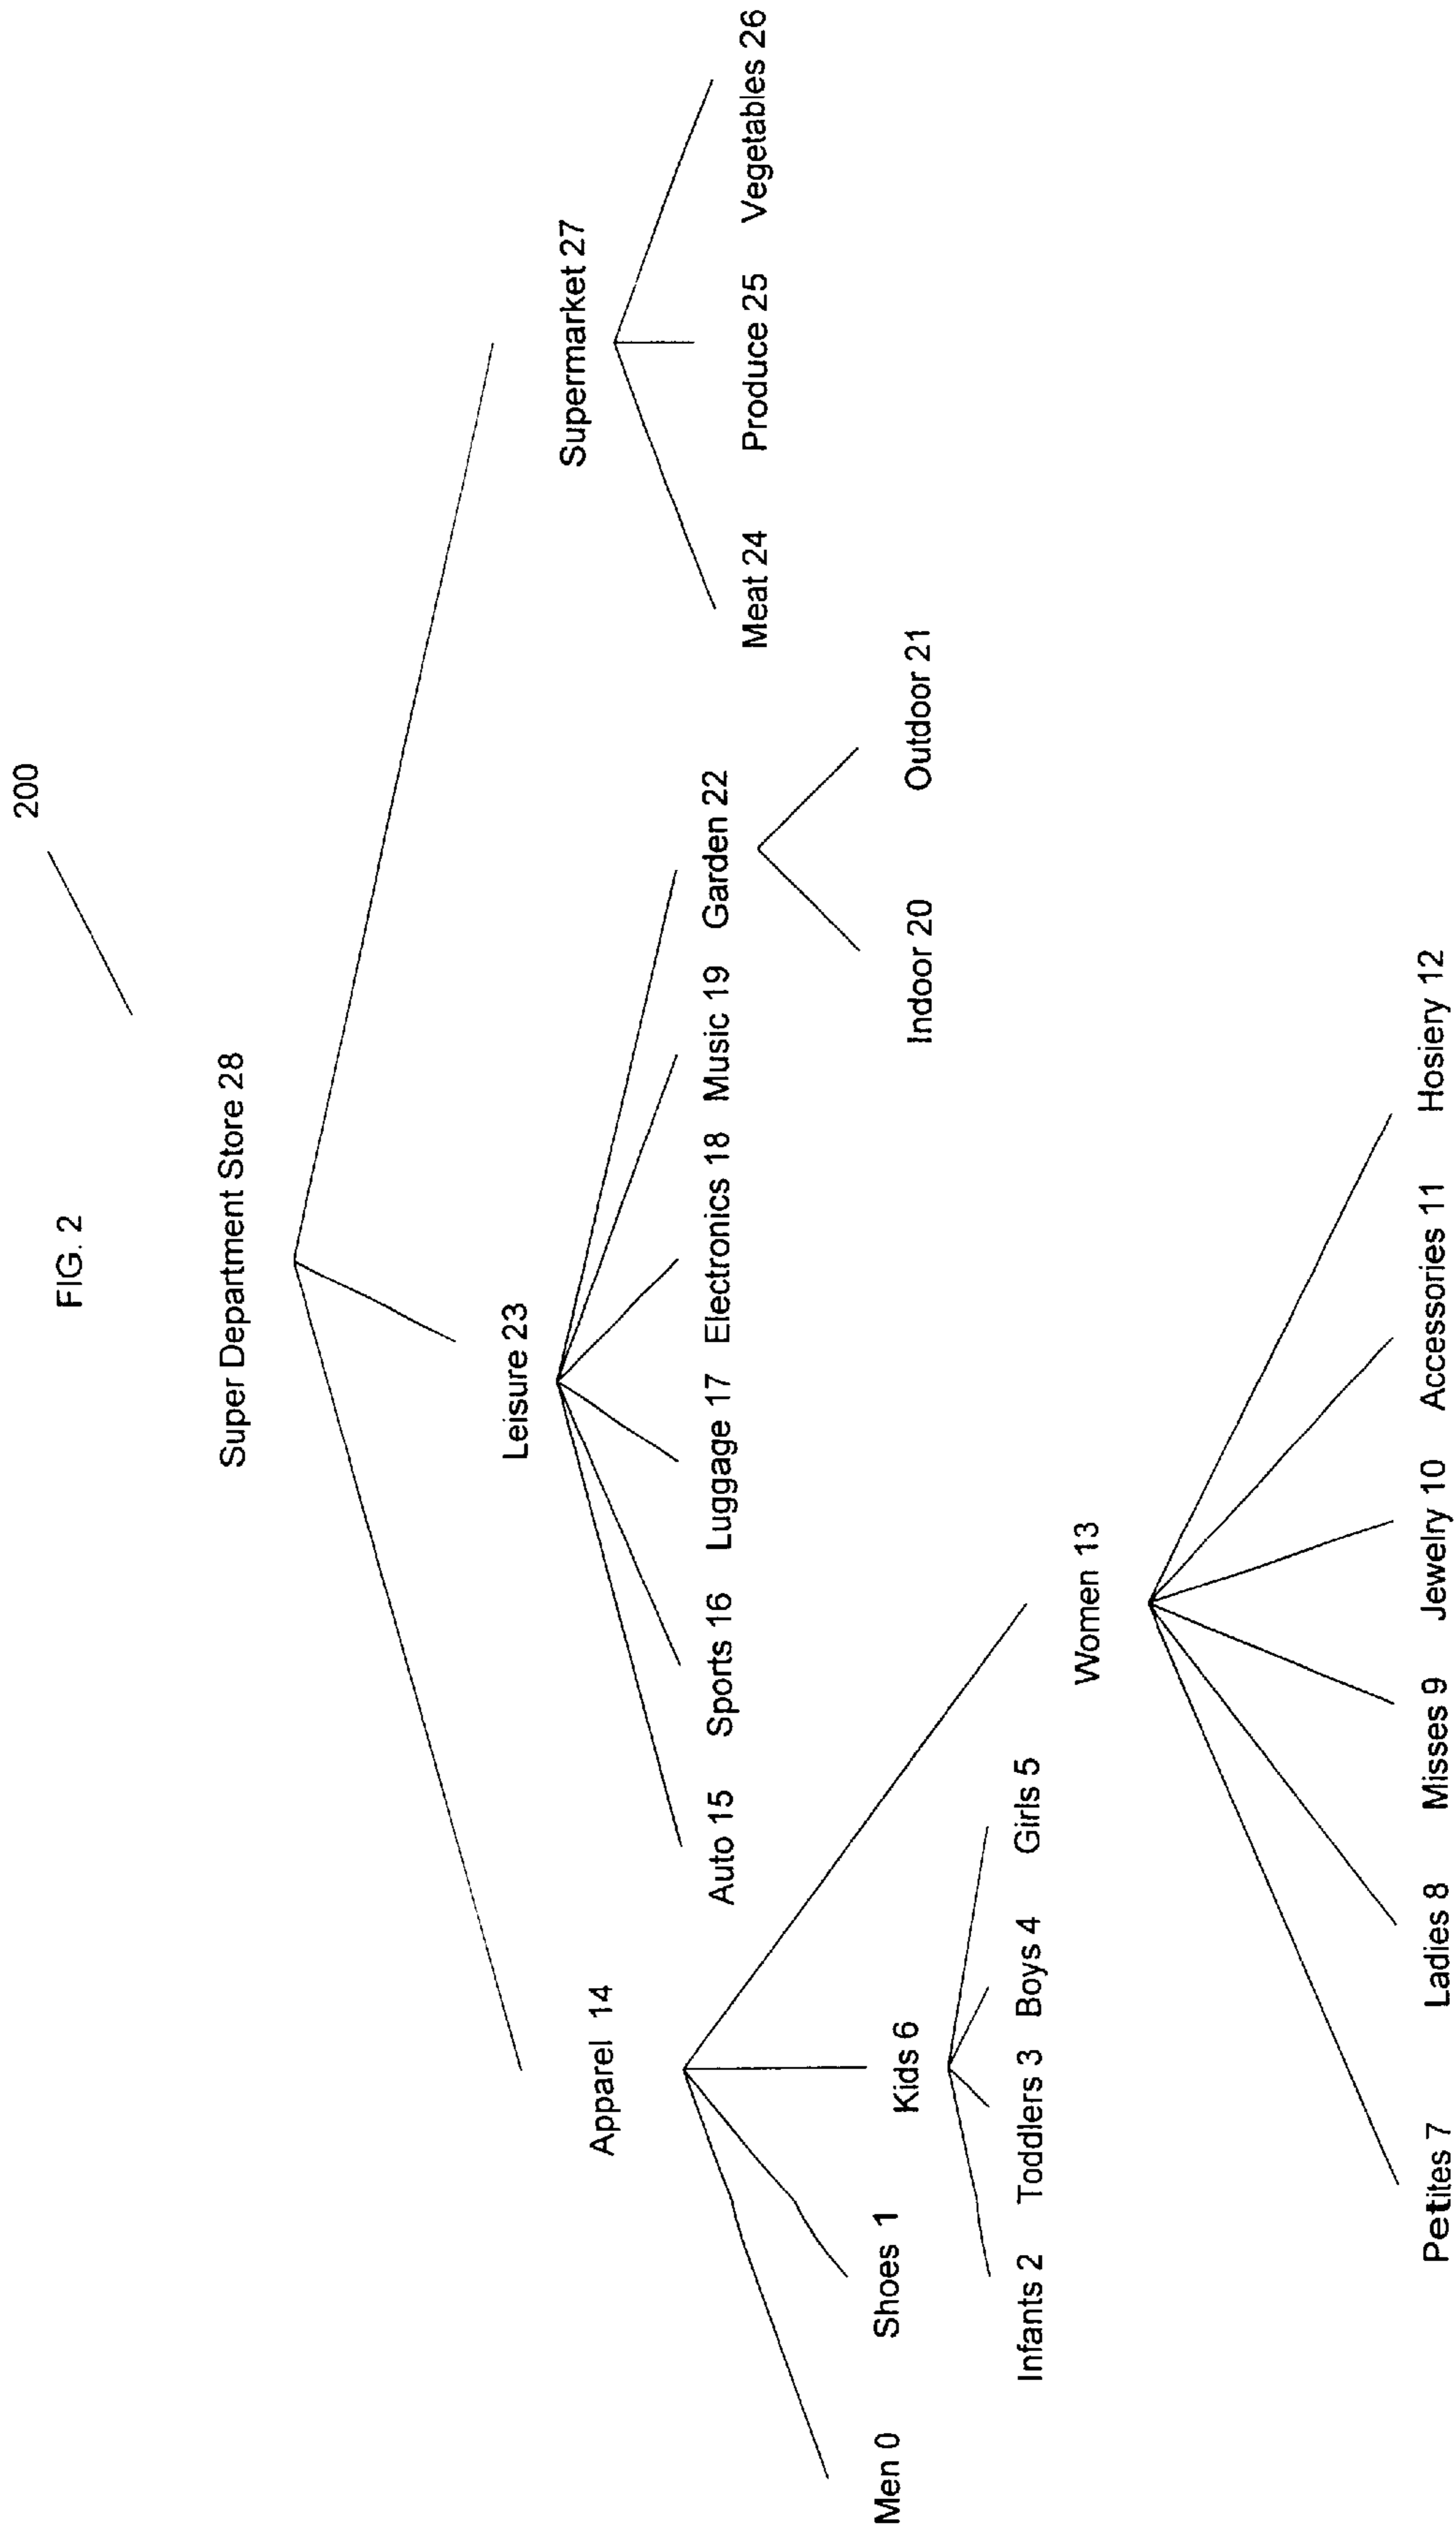 FIG. 2
200
Super Department Store 28
Apparel 14
Leisure 23
Supermarket 27
Men 0
Shoes 1
Kids 6
Women 13
Auto 15
Sports 16
Luggage 17
Electronics 18
Music 19
Garden 22
Meat 24
Produce 25
Vegetables 26
Infants 2
Toddlers 3
Boys 4
Girls 5
Indoor 20
Outdoor 21
Petites 7
Ladies 8
Misses 9
Jewelry 10
Accessories 11
Hosiery 12